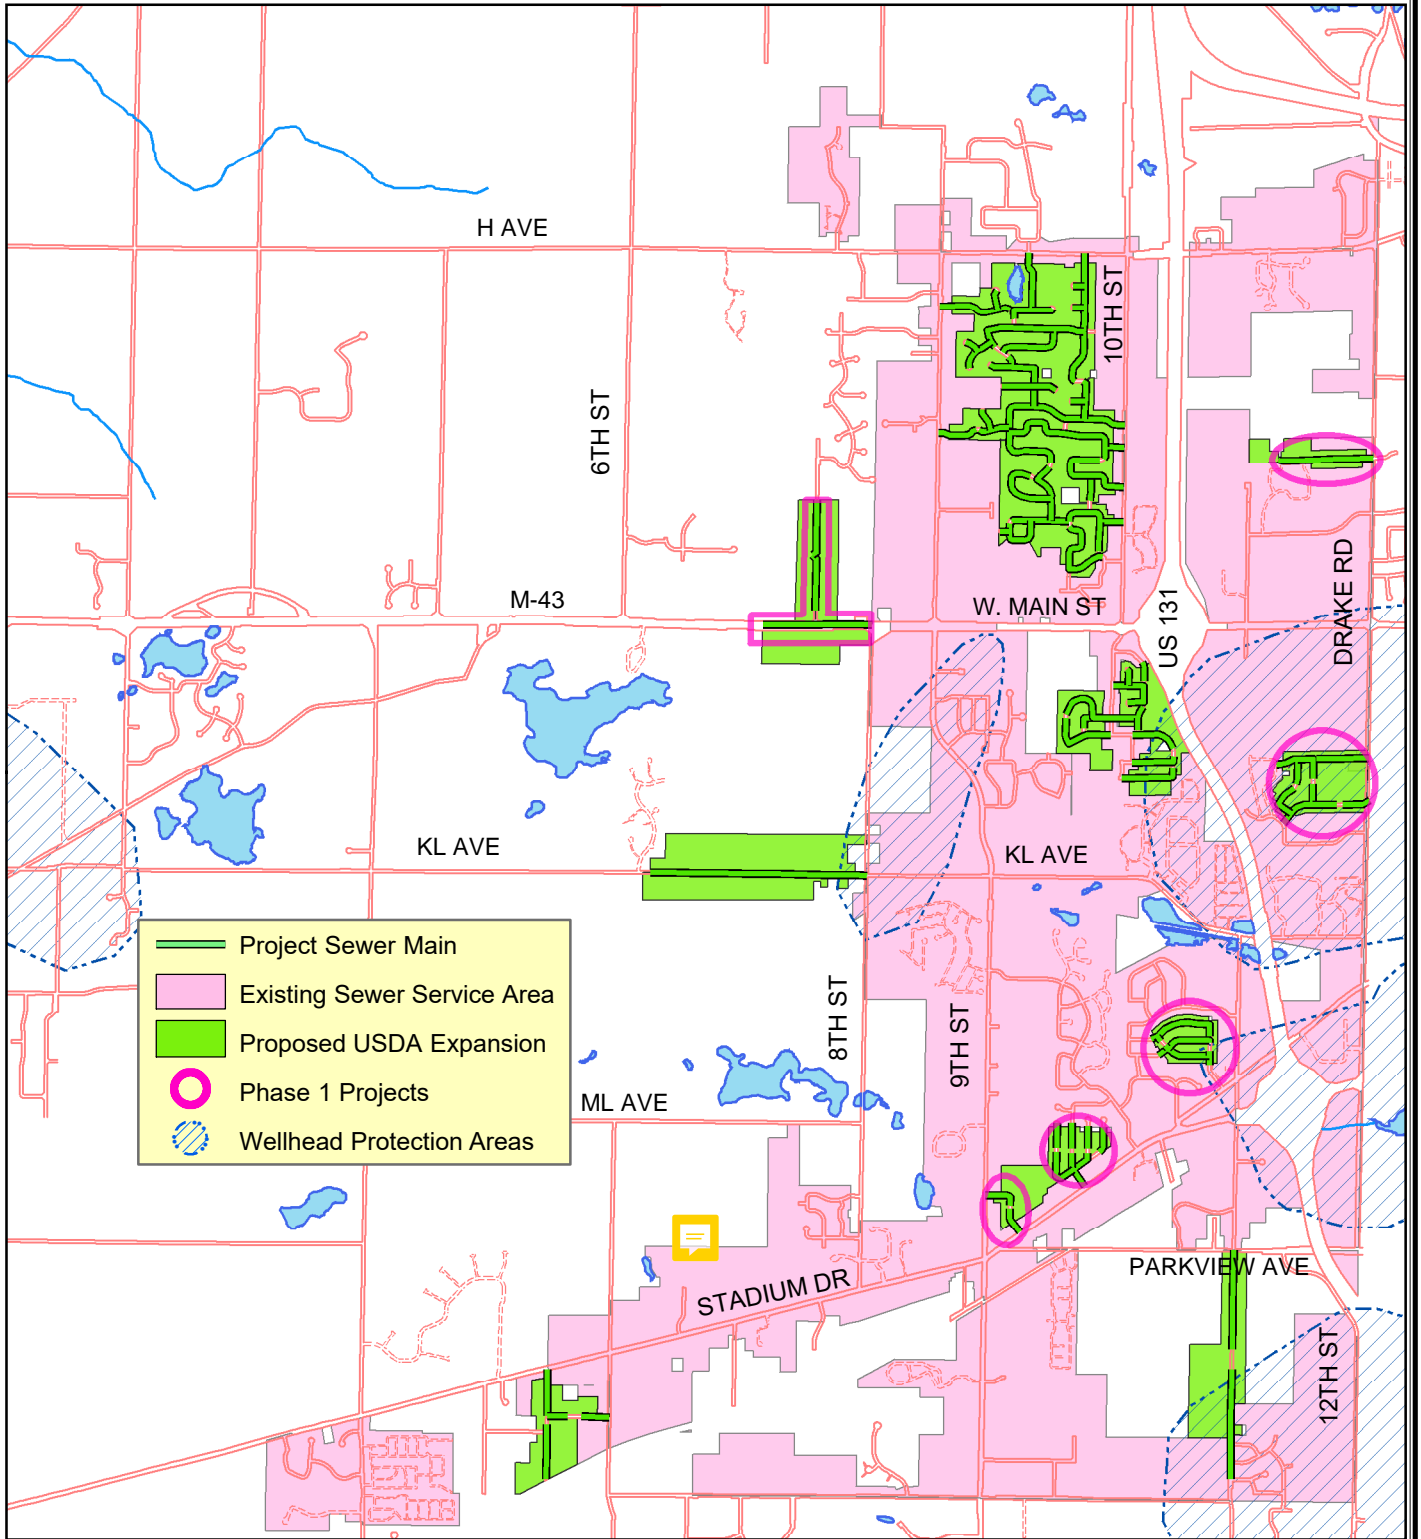 H AVE
10TH ST
6TH ST
M-43
W. MAIN ST
US 131
DRAKE RD
KL AVE
KL AVE
Project Sewer Main
Existing Sewer Service Area
Proposed USDA Expansion
Phase 1 Projects
Wellhead Protection Areas
8TH ST
9TH ST
ML AVE
STADIUM DR
PARKVIEW AVE
12TH ST